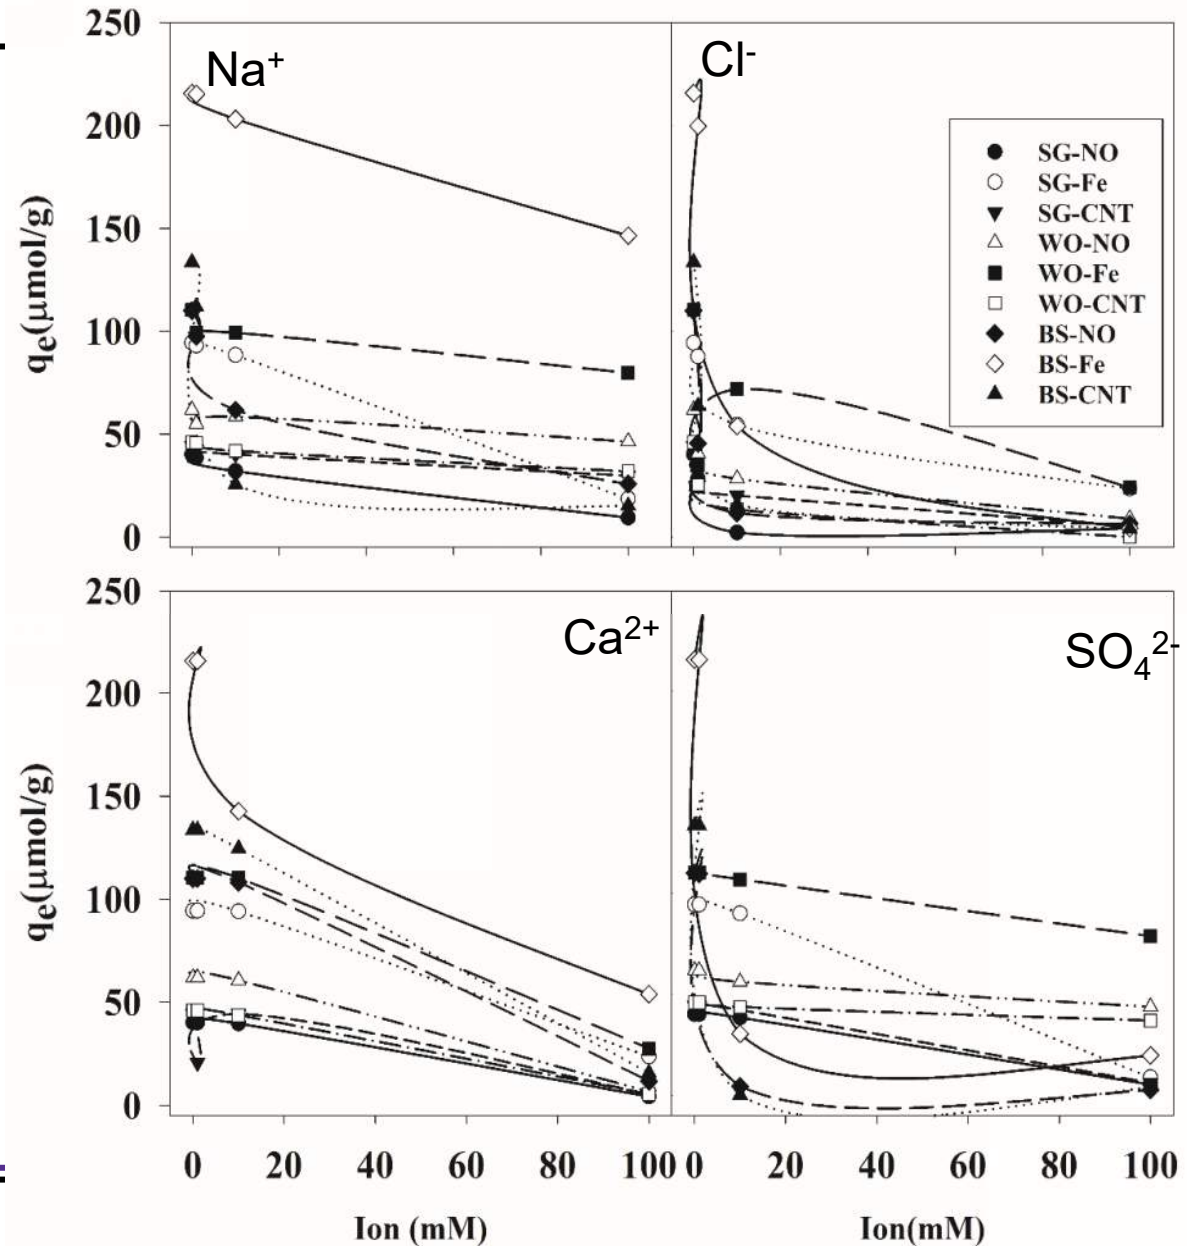 250
200
150
100
50
0
qe(μmol/g)
Na⁺
Cl⁻
SG-NO
SG-Fe
SG-CNT
WO-NO
WO-Fe
WO-CNT
BS-NO
BS-Fe
BS-CNT
250
200
150
100
50
0
qe(μmol/g)
Ca²⁺
SO₄²⁻
0 20 40 60 80 100 0 20 40 60 80 100
Ion (mM) Ion(mM)